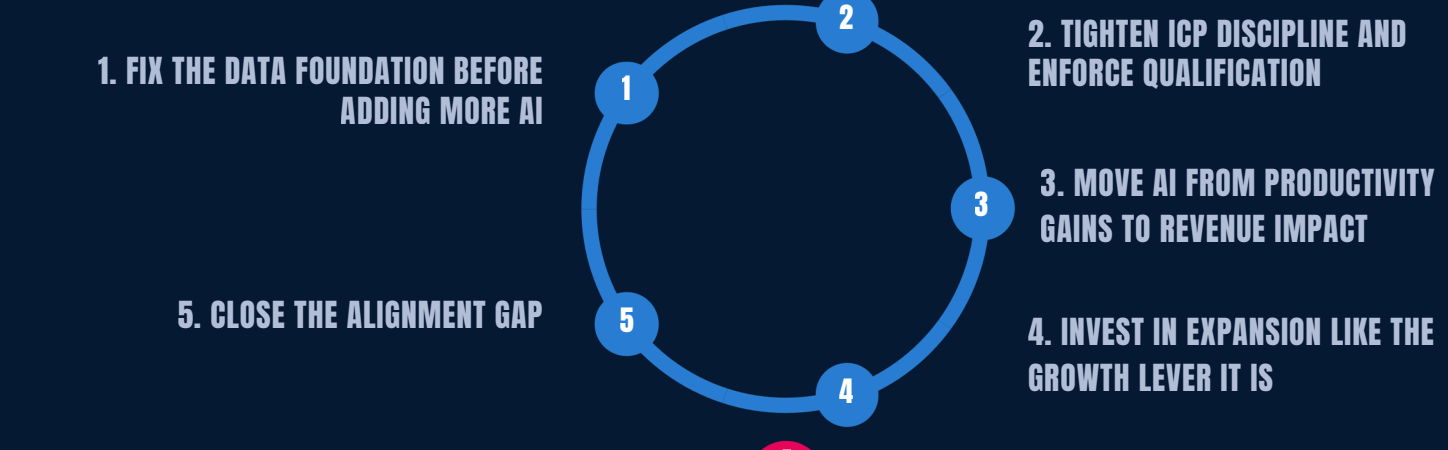 1. FIX THE DATA FOUNDATION BEFORE
ADDING MORE AI
1
2
2. TIGHTEN ICP DISCIPLINE AND
ENFORCE QUALIFICATION
3
3. MOVE AI FROM PRODUCTIVITY
GAINS TO REVENUE IMPACT
4
4. INVEST IN EXPANSION LIKE THE
GROWTH LEVER IT IS
5. CLOSE THE ALIGNMENT GAP
5